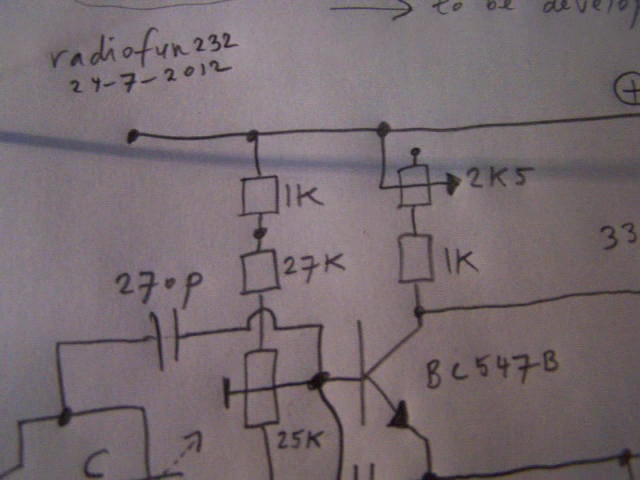 to be develop
radiofun232
24-7-2012
+
1K
2K5
27K
1K
33
270p
BC547B
25K
C